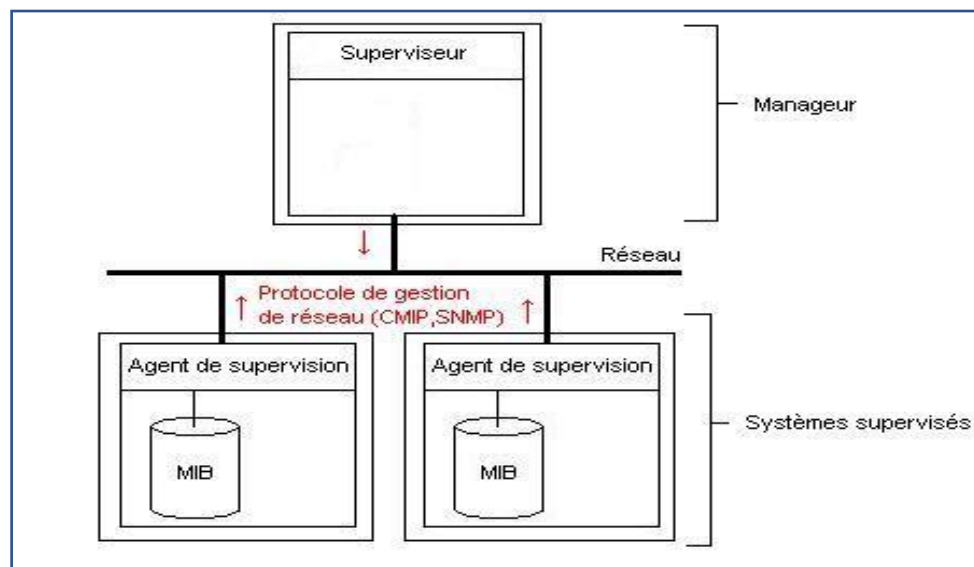 Superviseur
Manageur
Réseau
Protocole de gestion
de réseau (CMIP,SNMP)
Agent de supervision
Agent de supervision
MIB
MIB
Systèmes supervisés